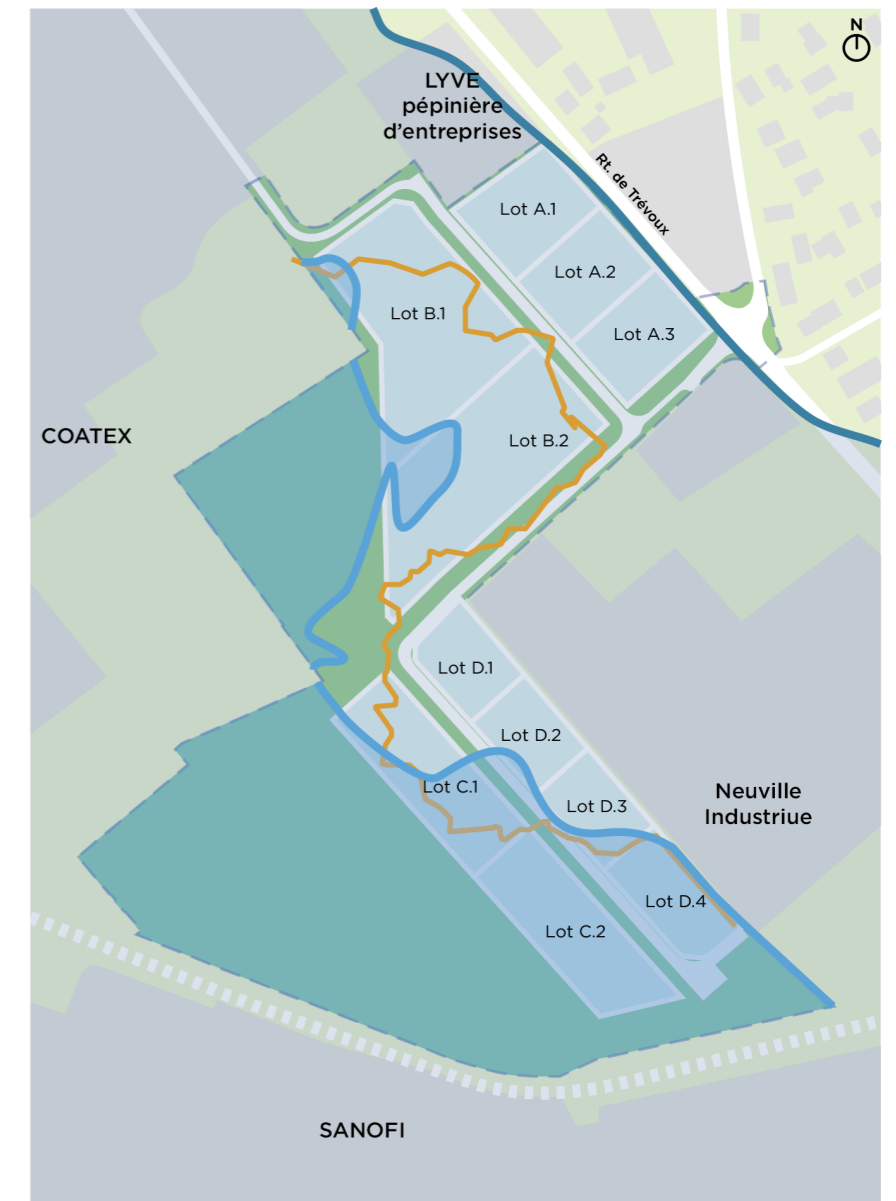 N
LYVE
pépinière
d'entreprises
Rt. de Trévoux
Lot A.1
Lot A.2
Lot A.3
Lot B.1
COATEX
Lot B.2
Lot D.1
Lot D.2
Lot C.1
Lot D.3
Neuville
Industriue
Lot D.4
Lot C.2
SANOFI